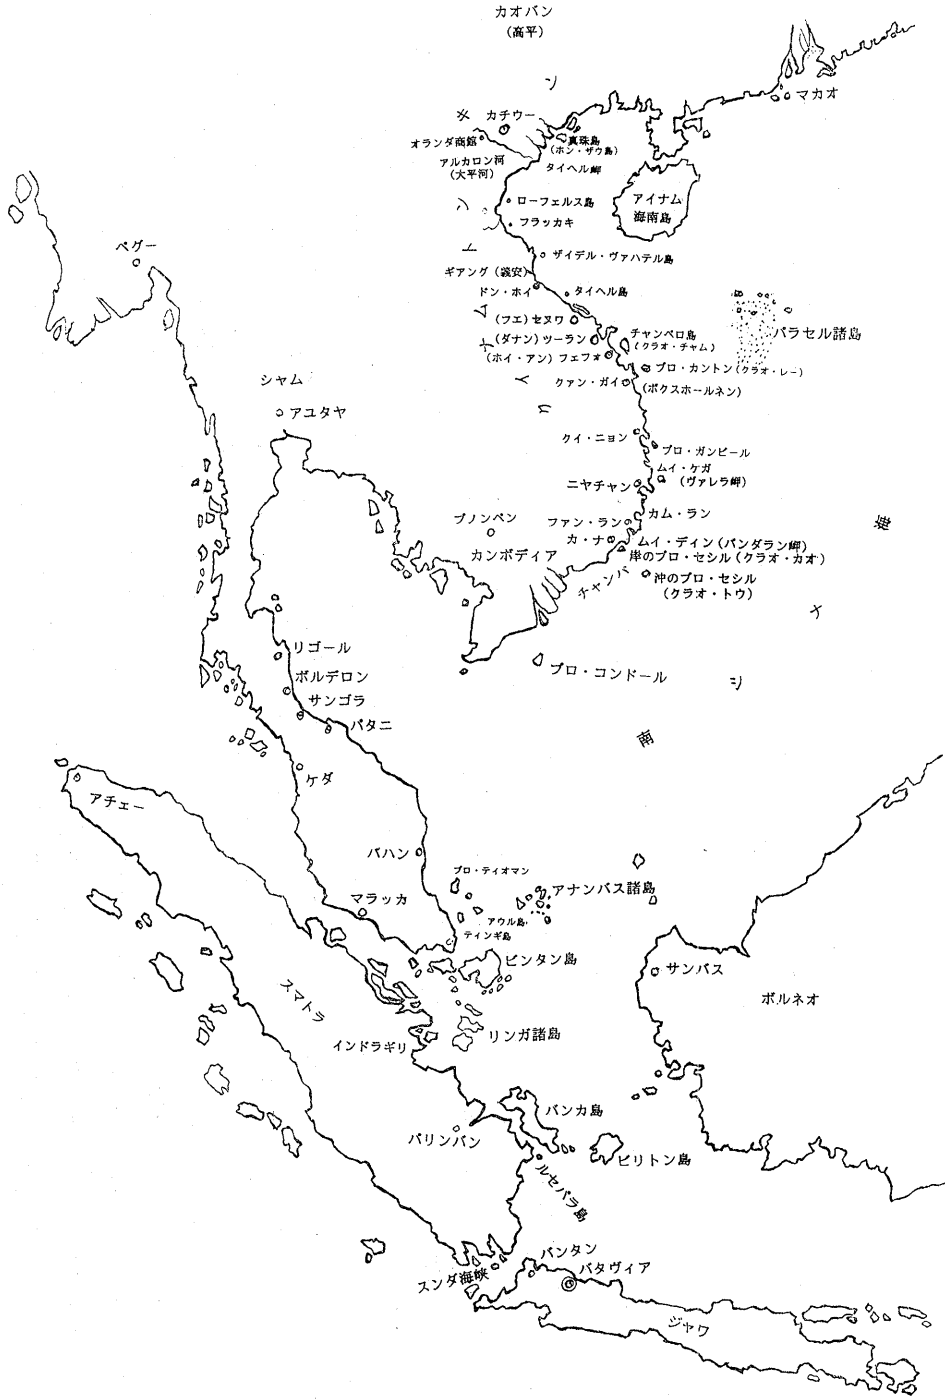 カオバン
(高平)
マカオ
カチウー
オランダ商館
真珠島
(ホン・ザウ島)
アルカロン河
(大平河)
タイヘル岬
トンキン
アイナム
海南島
ローフェルス島
フラッカキ
ペグー
ザイデル・ヴァハテル島
ギアング(義安)
ドン・ホイ
タイヘル島
(フエ)セヌワ
チャンペロ島
(クラオ・チャム)
パラセル諸島
(ダナン)ツーラン
(ホイ・アン)フェフォ
プロ・カントン(クラオ・レー)
クァン・ガイ
(ボクスホールネン)
クイナム
シャム
アユタヤ
クイ・ニョン
プロ・ガンビール
ムイ・ケガ
(ヴァレラ岬)
ニヤチャン
カム・ラン
プノンペン
ファン・ラン
カ・ナ
ムイ・ディン(パンダラン岬)
カンボディア
岸のプロ・セシル(クラオ・カオ)
チャンパ
沖のプロ・セシル
(クラオ・トウ)
南シナ海
リゴール
プロ・コンドール
ボルデロン
サンゴラ
パタニ
ケダ
アチェー
パハン
プロ・ティオマン
アナンバス諸島
マラッカ
アウル島
ティンギ島
ビンタン島
サンバス
スマトラ
ボルネオ
リンガ諸島
インドラギリ
バンカ島
パリンバン
ビリトン島
ルセパラ島
バンタン
スンダ海峡
バタヴィア
ジャワ